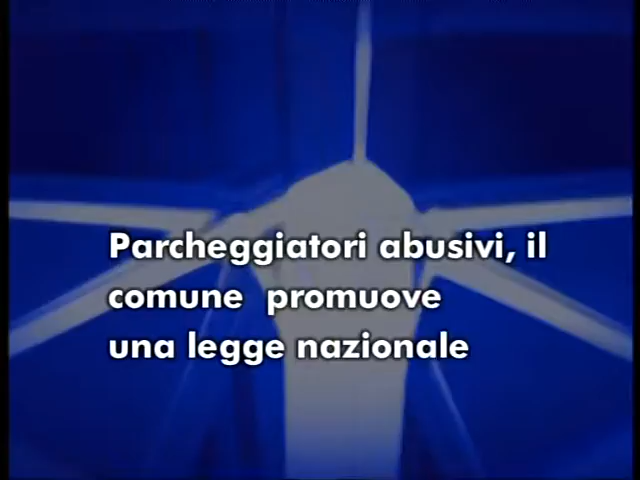 Parcheggiatori abusivi, il
comune promuove
una legge nazionale